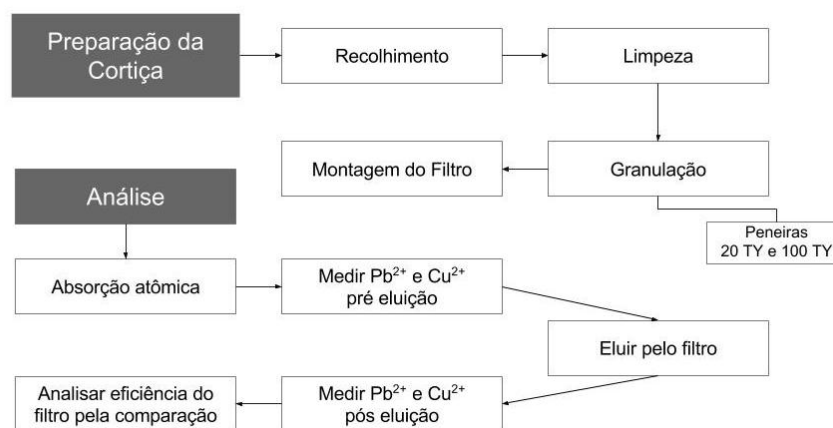 Preparação da
Cortiça
Recolhimento
Limpeza
Montagem do Filtro
Granulação
Peneiras
20 TY e 100 TY
Análise
Absorção atômica
Medir Pb²⁺ e Cu²⁺
pré eluição
Eluir pelo filtro
Analisar eficiência do
filtro pela comparação
Medir Pb²⁺ e Cu²⁺
pós eluição